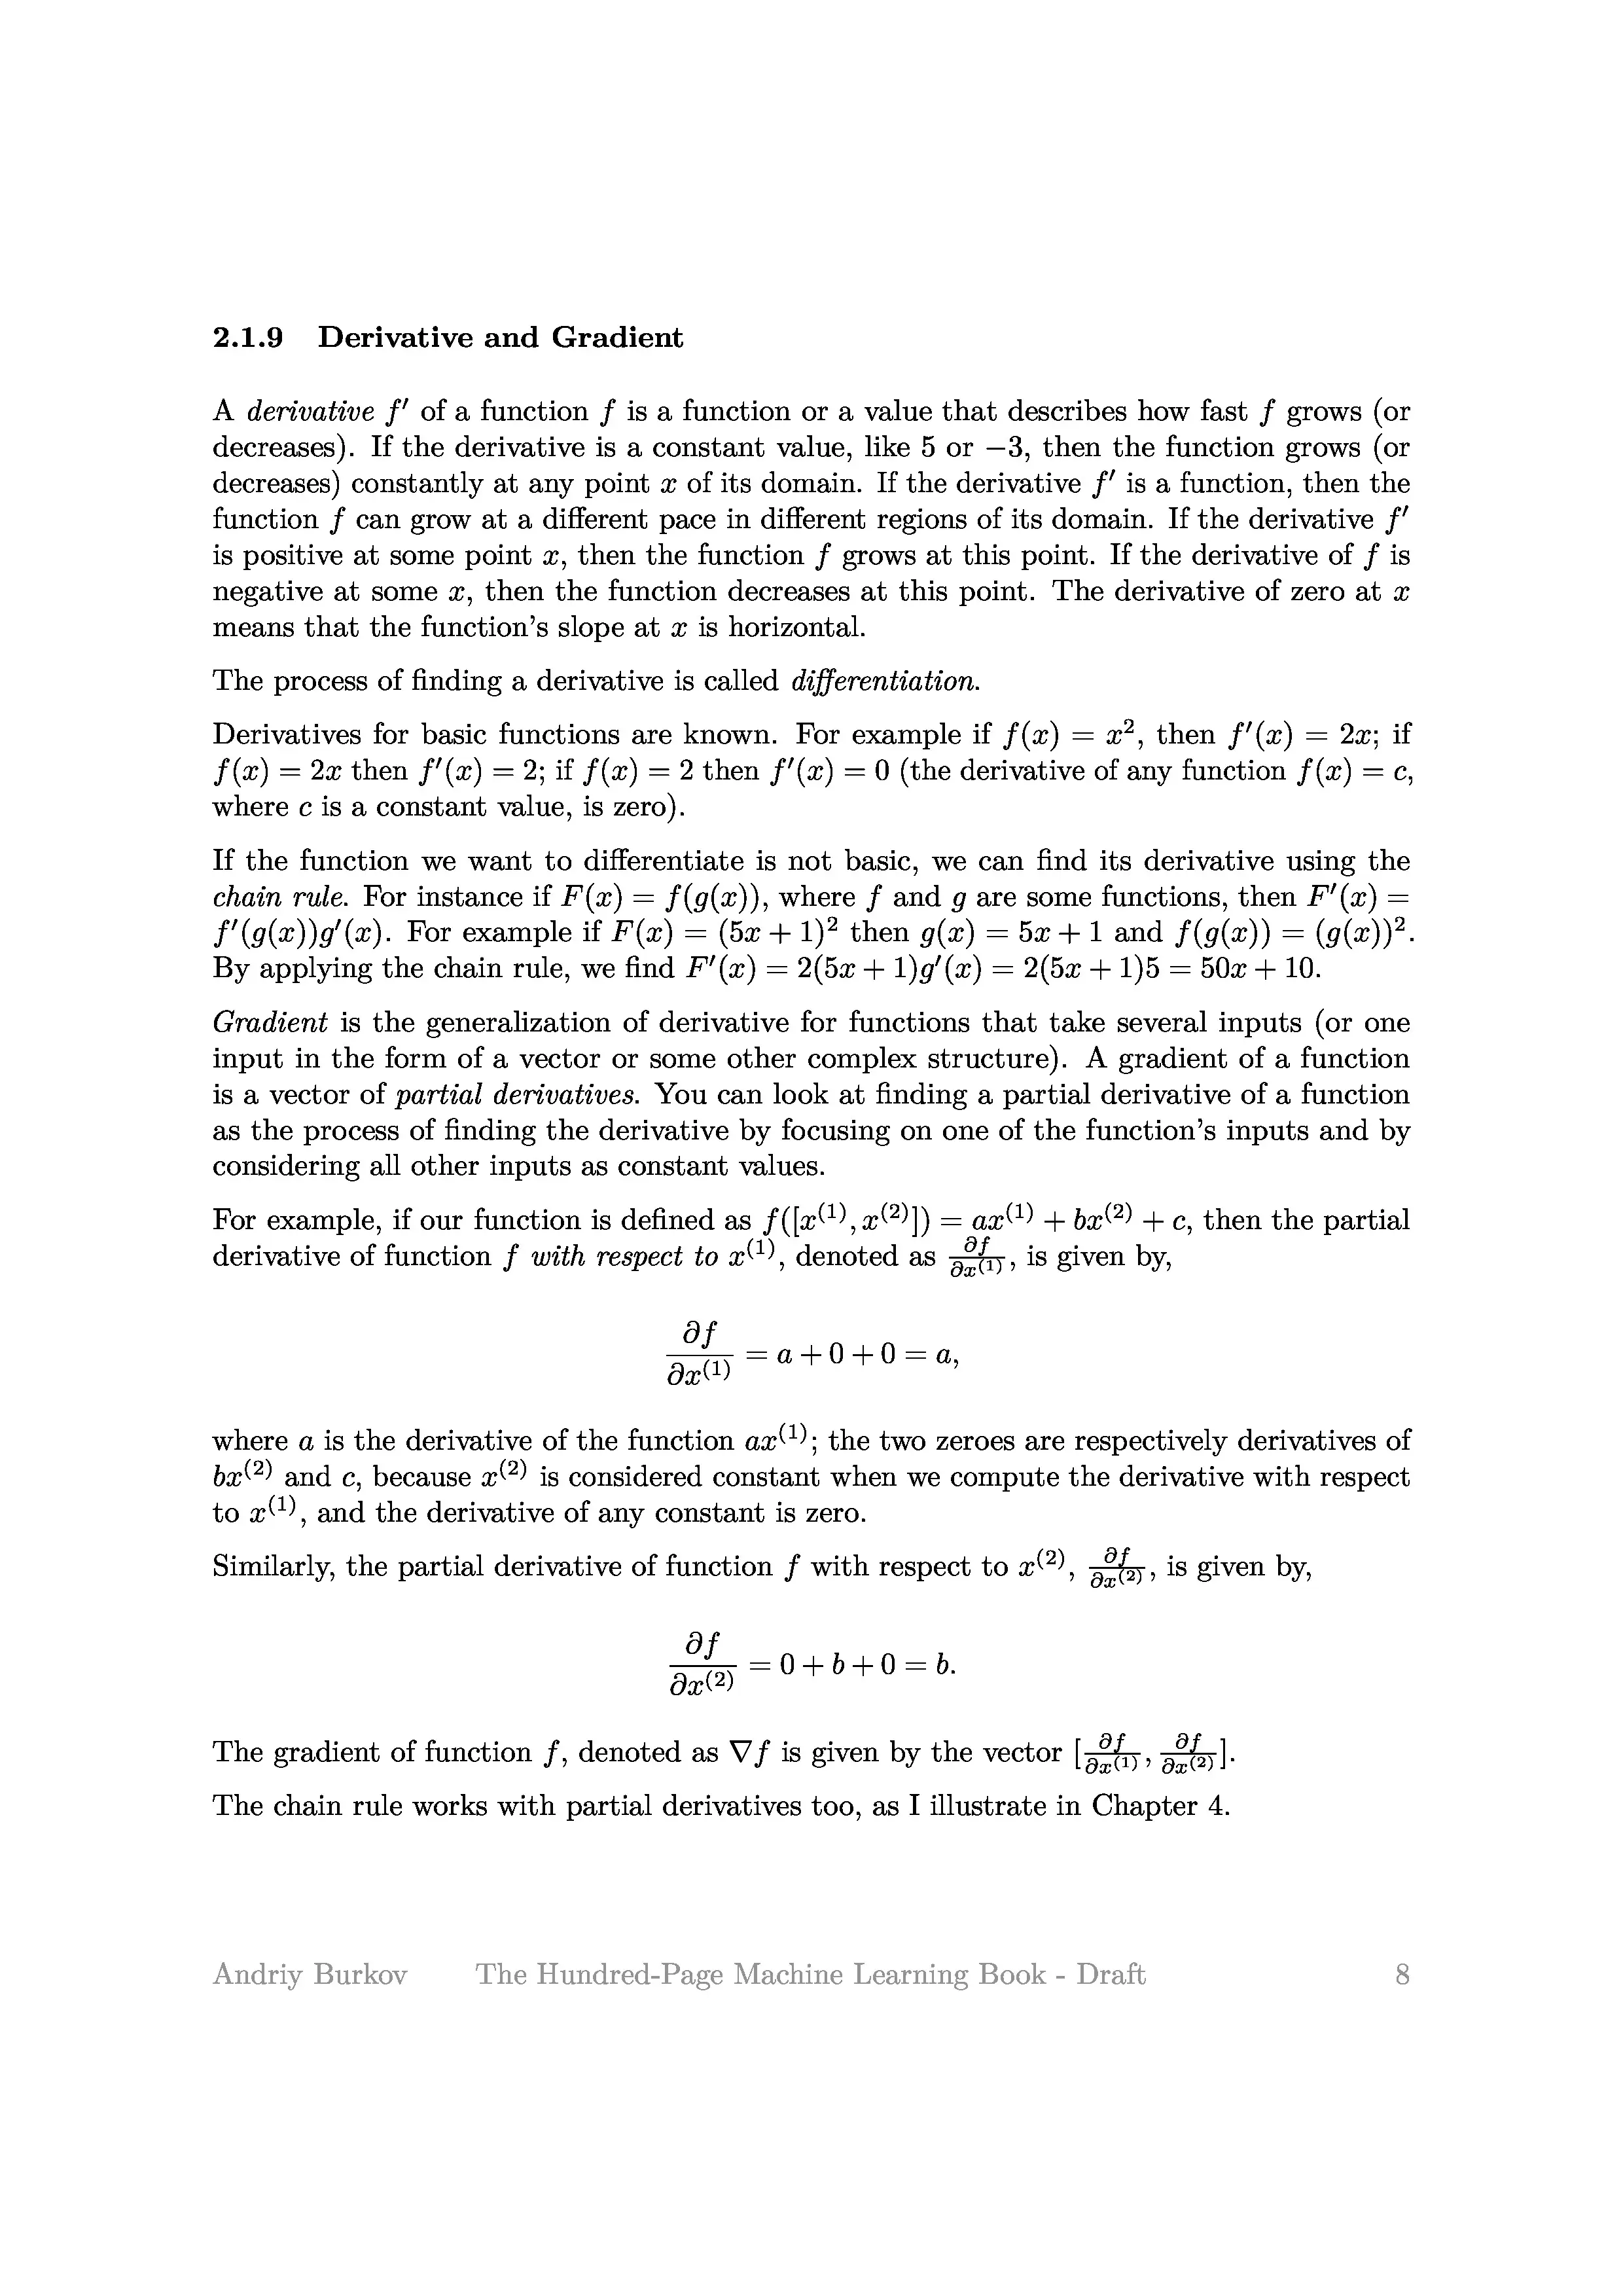 2.1.9 Derivative and Gradient
A derivative f′ of a function f is a function or a value that describes how fast f grows (or
decreases). If the derivative is a constant value, like 5 or −3, then the function grows (or
decreases) constantly at any point x of its domain. If the derivative f′ is a function, then the
function f can grow at a different pace in different regions of its domain. If the derivative f′
is positive at some point x, then the function f grows at this point. If the derivative of f is
negative at some x, then the function decreases at this point. The derivative of zero at x
means that the function's slope at x is horizontal.
The process of finding a derivative is called differentiation.
Derivatives for basic functions are known. For example if f(x) = x², then f′(x) = 2x; if
f(x) = 2x then f′(x) = 2; if f(x) = 2 then f′(x) = 0 (the derivative of any function f(x) = c,
where c is a constant value, is zero).
If the function we want to differentiate is not basic, we can find its derivative using the
chain rule. For instance if F(x) = f(g(x)), where f and g are some functions, then F′(x) =
f′(g(x))g′(x). For example if F(x) = (5x + 1)² then g(x) = 5x + 1 and f(g(x)) = (g(x))².
By applying the chain rule, we find F′(x) = 2(5x + 1)g′(x) = 2(5x + 1)5 = 50x + 10.
Gradient is the generalization of derivative for functions that take several inputs (or one
input in the form of a vector or some other complex structure). A gradient of a function
is a vector of partial derivatives. You can look at finding a partial derivative of a function
as the process of finding the derivative by focusing on one of the function's inputs and by
considering all other inputs as constant values.
For example, if our function is defined as f([x⁽¹⁾, x⁽²⁾]) = ax⁽¹⁾ + bx⁽²⁾ + c, then the partial
derivative of function f with respect to x⁽¹⁾, denoted as ∂f/∂x⁽¹⁾, is given by,
∂f/∂x⁽¹⁾ = a + 0 + 0 = a,
where a is the derivative of the function ax⁽¹⁾; the two zeroes are respectively derivatives of
bx⁽²⁾ and c, because x⁽²⁾ is considered constant when we compute the derivative with respect
to x⁽¹⁾, and the derivative of any constant is zero.
Similarly, the partial derivative of function f with respect to x⁽²⁾, ∂f/∂x⁽²⁾, is given by,
∂f/∂x⁽²⁾ = 0 + b + 0 = b.
The gradient of function f, denoted as ∇f is given by the vector [∂f/∂x⁽¹⁾, ∂f/∂x⁽²⁾].
The chain rule works with partial derivatives too, as I illustrate in Chapter 4.
Andriy Burkov The Hundred-Page Machine Learning Book - Draft 8